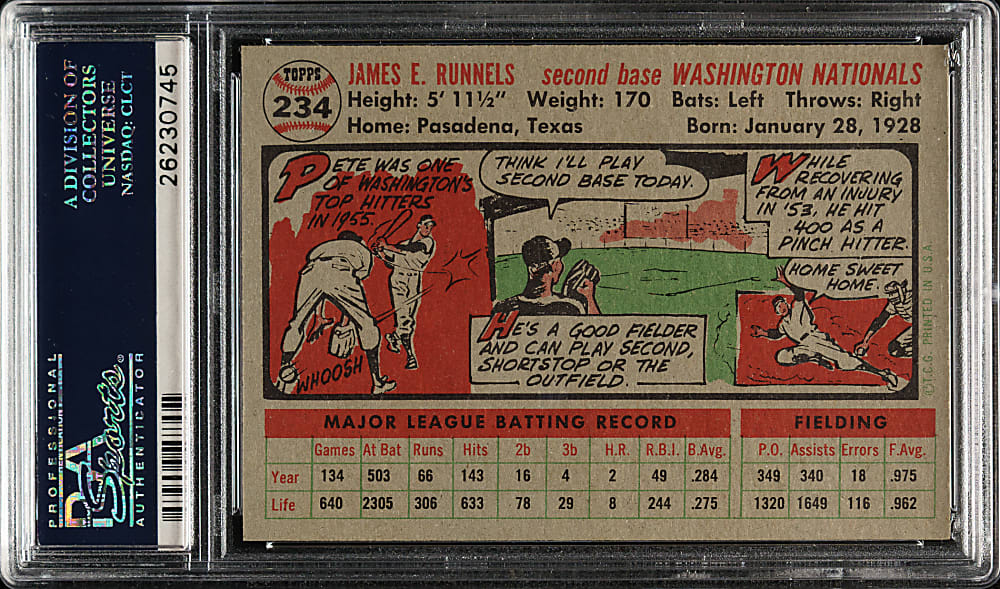 A DIVISION OF
COLLECTORS
UNIVERSE
NASDAQ: CLCT
26230745
PROFESSIONAL
PSA
Sports®
AUTHENTICATOR
TOPPS
234
JAMES E. RUNNELS second base WASHINGTON NATIONALS
Height: 5' 11½" Weight: 170 Bats: Left Throws: Right
Home: Pasadena, Texas Born: January 28, 1928
PETE WAS ONE
OF WASHINGTON'S
TOP HITTERS
IN 1955.
WHOOSH
THINK I'LL PLAY
SECOND BASE TODAY.
HE'S A GOOD FIELDER
AND CAN PLAY SECOND,
SHORTSTOP OR THE
OUTFIELD.
WHILE
RECOVERING
FROM AN INJURY
IN '53, HE HIT
.400 AS A
PINCH HITTER.
HOME SWEET
HOME.
©T.C.G. PRINTED IN U.S.A.
MAJOR LEAGUE BATTING RECORD FIELDING
Games At Bat Runs Hits 2b 3b H.R. R.B.I. B.Avg. P.O. Assists Errors F.Avg.
Year 134 503 66 143 16 4 2 49 .284 349 340 18 .975
Life 640 2305 306 633 78 29 8 244 .275 1320 1649 116 .962